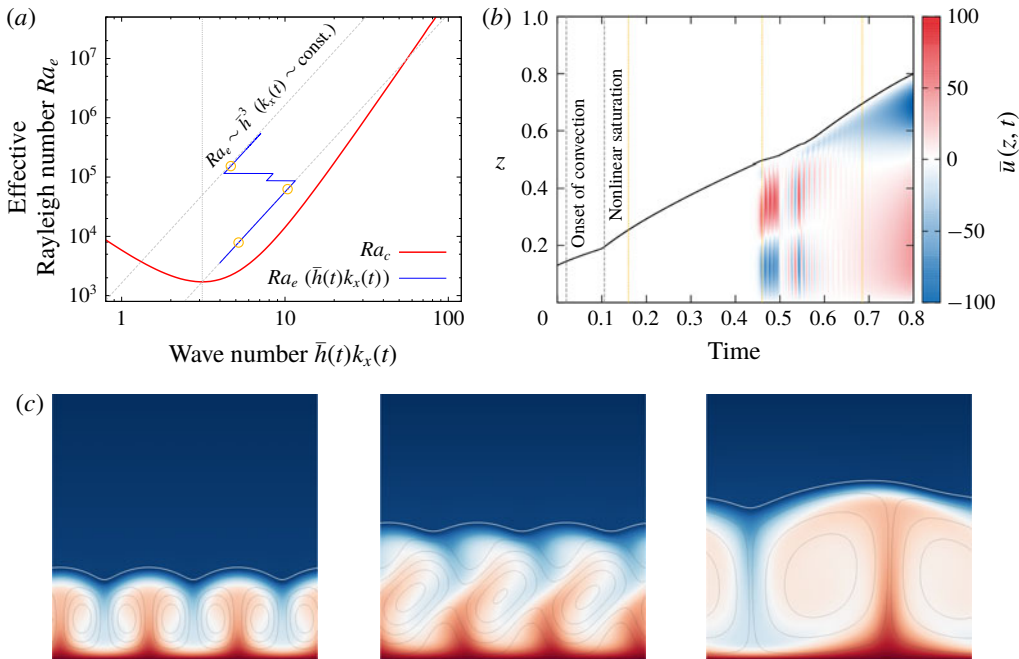 (a)
Effective
Rayleigh number Ra_e
10^7
10^6
10^5
10^4
10^3
Ra_e ~ h̄^3 (k_x(t) ~ const.)
Ra_c
Ra_e (h̄(t)k_x(t))
1
10
100
Wave number h̄(t)k_x(t)
(b)
1.0
0.8
0.6
z
0.4
0.2
0
Onset of convection
Nonlinear saturation
0.1
0.2
0.3
0.4
0.5
0.6
0.7
0.8
Time
100
50
0
−50
−100
ū(z, t)
(c)